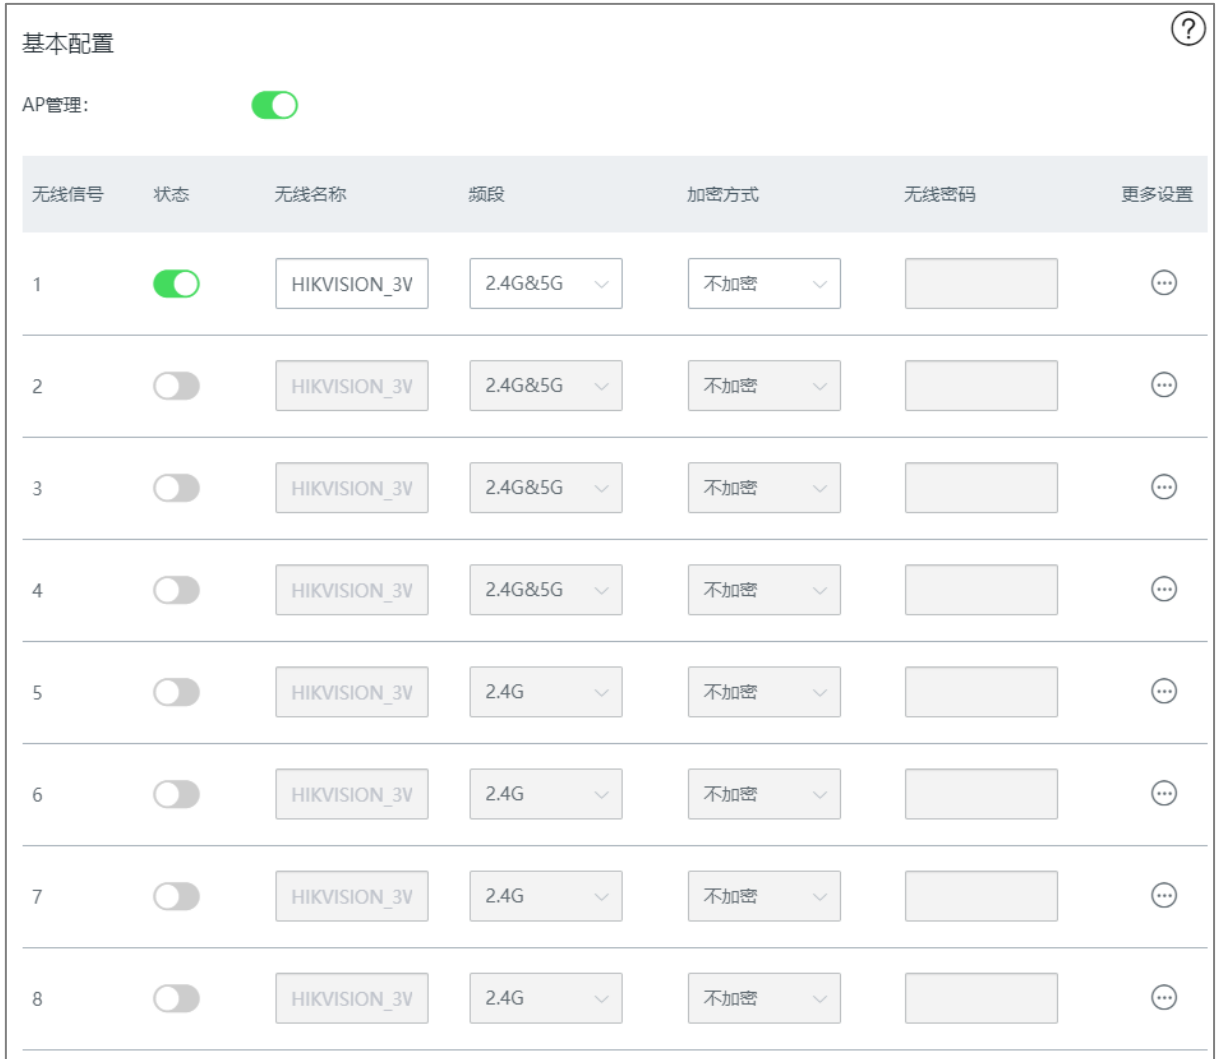 ?
基本配置
AP管理:
无线信号 状态 无线名称 频段 加密方式 无线密码 更多设置
1 HIKVISION_3V 2.4G&5G 不加密
2 HIKVISION_3V 2.4G&5G 不加密
3 HIKVISION_3V 2.4G&5G 不加密
4 HIKVISION_3V 2.4G&5G 不加密
5 HIKVISION_3V 2.4G 不加密
6 HIKVISION_3V 2.4G 不加密
7 HIKVISION_3V 2.4G 不加密
8 HIKVISION_3V 2.4G 不加密